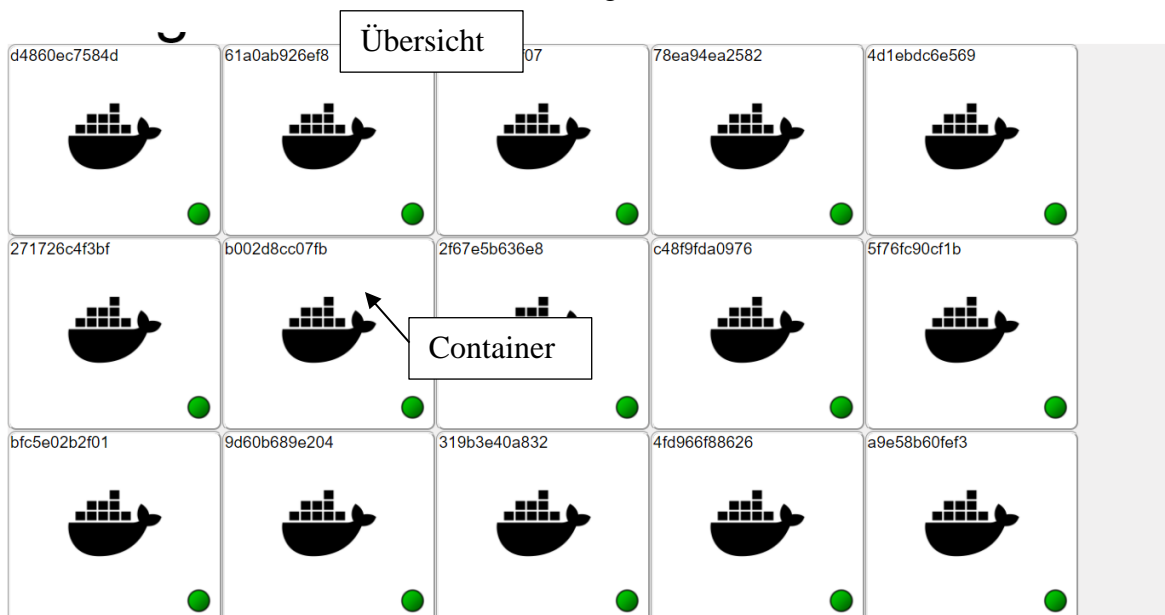 Übersicht
d4860ec7584d 61a0ab926ef8 07 78ea94ea2582 4d1ebdc6e569
271726c4f3bf b002d8cc07fb 2f67e5b636e8 c48f9fda0976 5f76fc90cf1b
Container
bfc5e02b2f01 9d60b689e204 319b3e40a832 4fd966f88626 a9e58b60fef3